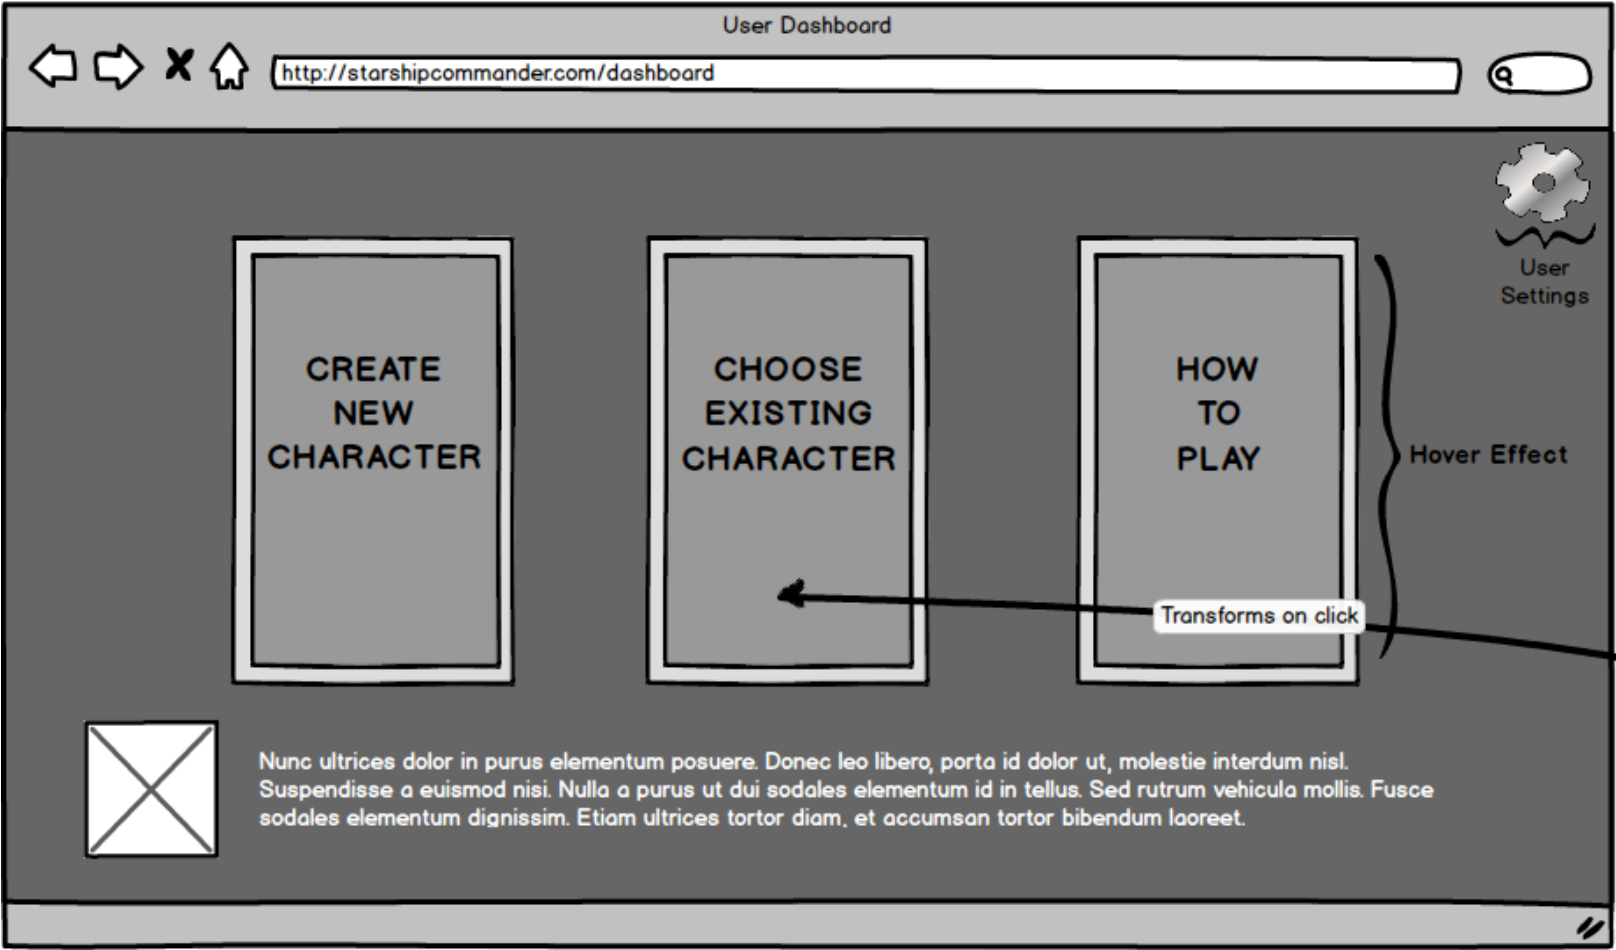 User Dashboard
http://starshipcommander.com/dashboard
User
Settings
CREATE
NEW
CHARACTER
CHOOSE
EXISTING
CHARACTER
HOW
TO
PLAY
Hover Effect
Transforms on click
Nunc ultrices dolor in purus elementum posuere. Donec leo libero, porta id dolor ut, molestie interdum nisl.
Suspendisse a euismod nisi. Nulla a purus ut dui sodales elementum id in tellus. Sed rutrum vehicula mollis. Fusce
sodales elementum dignissim. Etiam ultrices tortor diam, et accumsan tortor bibendum laoreet.